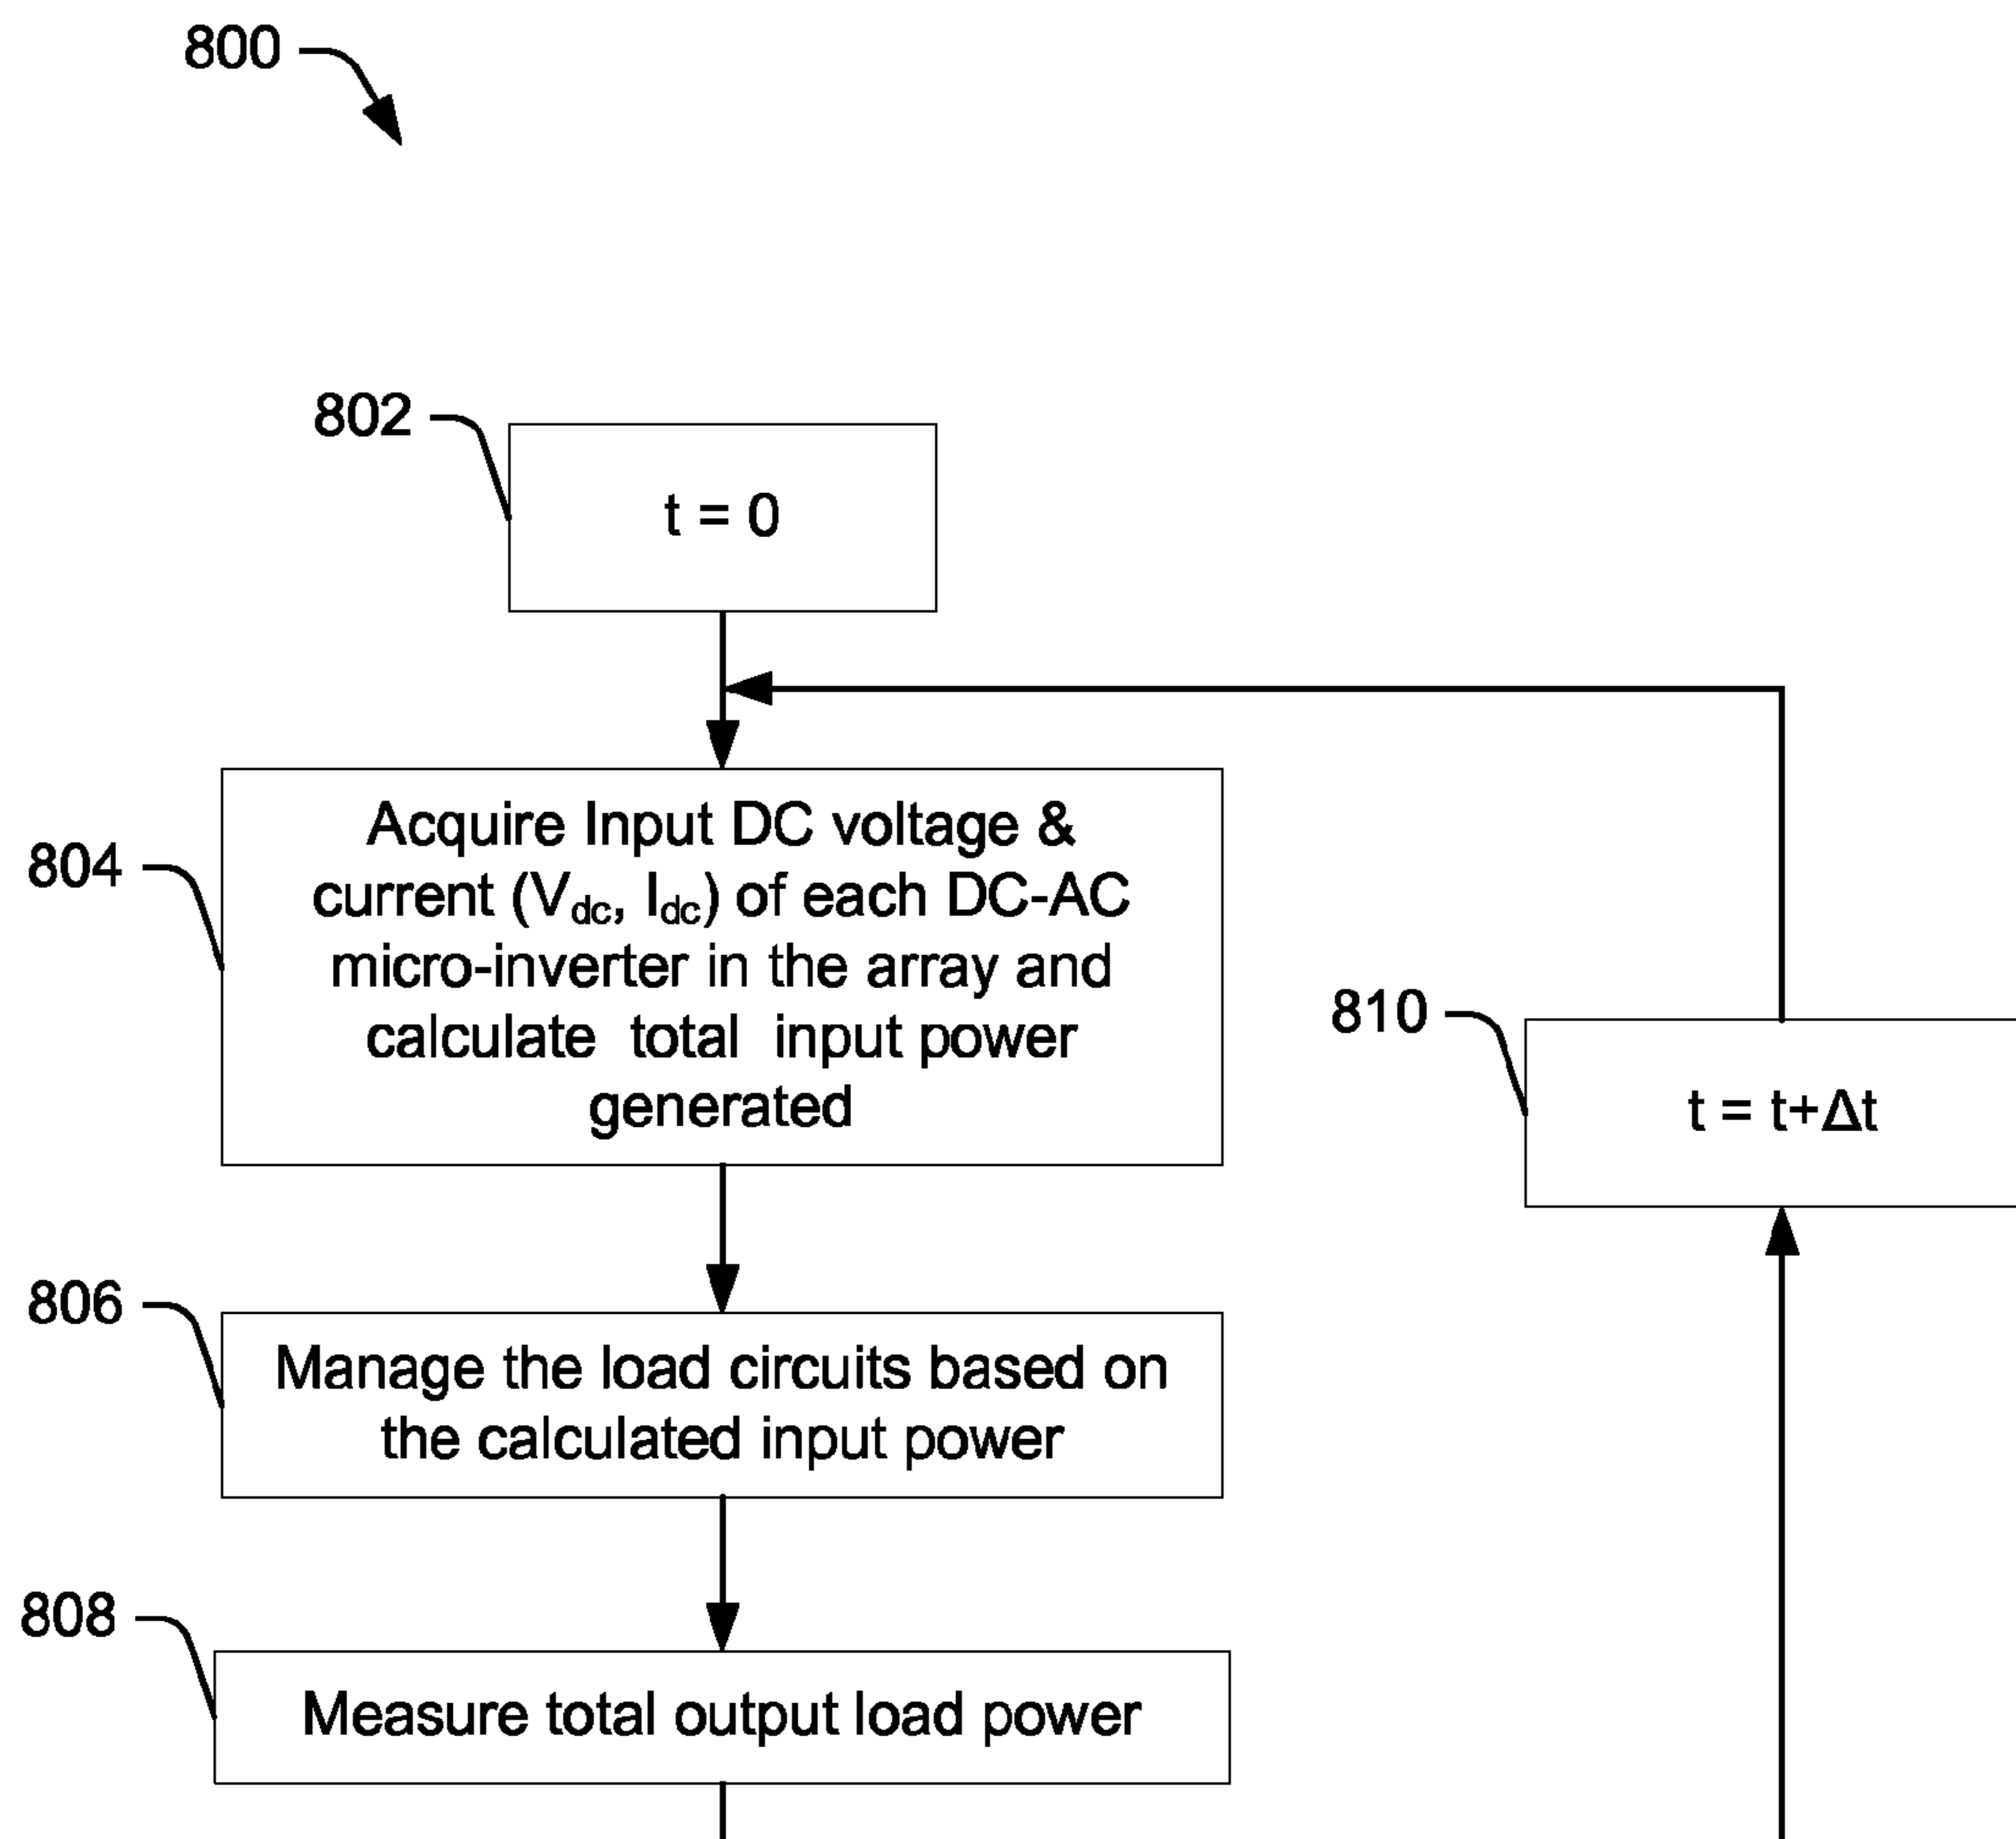 800
802
t = 0
804
Acquire Input DC voltage &
current (Vdc, Idc) of each DC-AC
micro-inverter in the array and
calculate total input power
generated
810
t = t+Δt
806
Manage the load circuits based on
the calculated input power
808
Measure total output load power